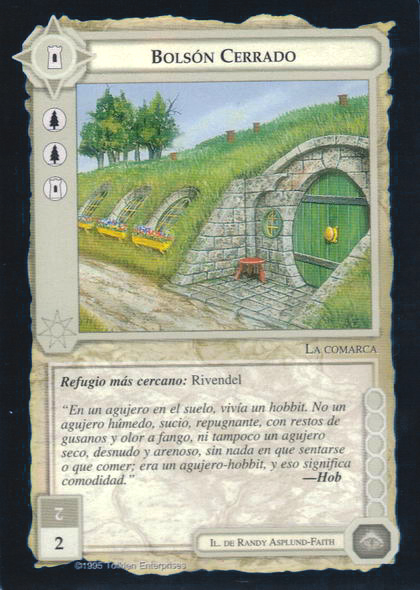 BOLSÓN CERRADO
LA COMARCA
Refugio más cercano: Rivendel
“En un agujero en el suelo, vivía un hobbit. No un
agujero húmedo, sucio, repugnante, con restos de
gusanos y olor a fango, ni tampoco un agujero
seco, desnudo y arenoso, sin nada en que sentarse
o que comer; era un agujero-hobbit, y eso significa
comodidad.” —Hob
2
2
IL. DE RANDY ASPLUND-FAITH
©1995 Tolkien Enterprises